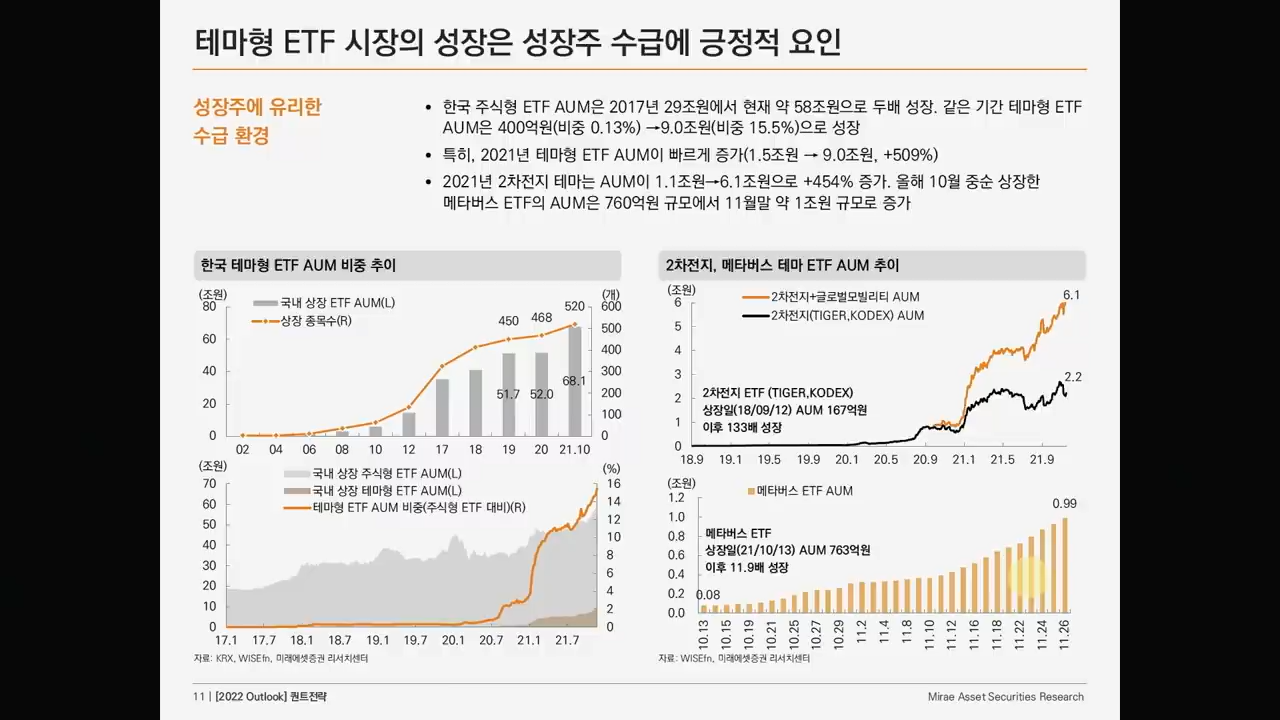 테마형 ETF 시장의 성장은 성장주 수급에 긍정적 요인
성장주에 유리한
수급 환경
• 한국 주식형 ETF AUM은 2017년 29조원에서 현재 약 58조원으로 두배 성장. 같은 기간 테마형 ETF
AUM은 400억원(비중 0.13%) →9.0조원(비중 15.5%)으로 성장
• 특히, 2021년 테마형 ETF AUM이 빠르게 증가(1.5조원 → 9.0조원, +509%)
• 2021년 2차전지 테마는 AUM이 1.1조원→6.1조원으로 +454% 증가. 올해 10월 중순 상장한
메타버스 ETF의 AUM은 760억원 규모에서 11월말 약 1조원 규모로 증가
한국 테마형 ETF AUM 비중 추이
(조원)
(개)
국내 상장 ETF AUM(L)
상장 종목수(R)
80
60
40
20
0
600
500
400
300
200
100
0
450
468
520
51.7
52.0
68.1
02 04 06 08 10 12 17 18 19 20 21.10
(조원)
(%)
국내 상장 주식형 ETF AUM(L)
국내 상장 테마형 ETF AUM(L)
테마형 ETF AUM 비중(주식형 ETF 대비)(R)
70
60
50
40
30
20
10
0
16
14
12
10
8
6
4
2
0
17.1 17.7 18.1 18.7 19.1 19.7 20.1 20.7 21.1 21.7
자료: KRX, WISEfn, 미래에셋증권 리서치센터
2차전지, 메타버스 테마 ETF AUM 추이
(조원)
2차전지+글로벌모빌리티 AUM
2차전지(TIGER,KODEX) AUM
6
5
4
3
2
1
0
6.1
2.2
2차전지 ETF (TIGER,KODEX)
상장일(18/09/12) AUM 167억원
이후 133배 성장
18.9 19.1 19.5 19.9 20.1 20.5 20.9 21.1 21.5 21.9
(조원)
메타버스 ETF AUM
1.2
1.0
0.8
0.6
0.4
0.2
0.0
0.99
메타버스 ETF
상장일(21/10/13) AUM 763억원
이후 11.9배 성장
0.08
10.13 10.15 10.19 10.21 10.25 10.27 10.29 11.2 11.4 11.8 11.10 11.12 11.16 11.18 11.22 11.24 11.26
자료: WISEfn, 미래에셋증권 리서치센터
11 | [2022 Outlook] 퀀트전략
Mirae Asset Securities Research